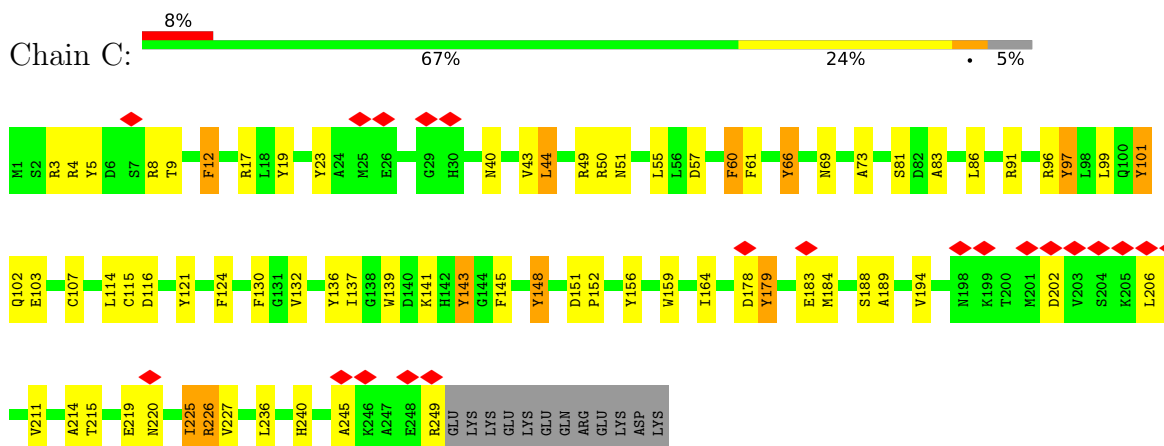 8%
Chain C:
67% 24% • 5%
M1 S2 R3 R4 Y5 D6 S7 R8 T9 F12 R17 L18 Y19 Y23 A24 M25 E26 G29 H30 N40 V43 L44 R49 R50 N51 L55 L56 D57 F60 F61 Y66 N69 A73 S81 D82 A83 L86 R91 R96 Y97 L98 L99 Q100 Y101
Q102 E103 C107 L114 C115 D116 Y121 F124 F130 G131 V132 Y136 I137 G138 W139 D140 K141 H142 Y143 G144 F145 Y148 D151 P152 Y156 W159 I164 D178 Y179 E183 M184 S188 A189 V194 N198 K199 T200 M201 D202 V203 S204 K205 L206
V211 A214 T215 E219 N220 I225 R226 V227 L236 H240 A245 K246 A247 E248 R249 GLU LYS LYS GLU LYS GLU GLN ARG GLU LYS ASP LYS